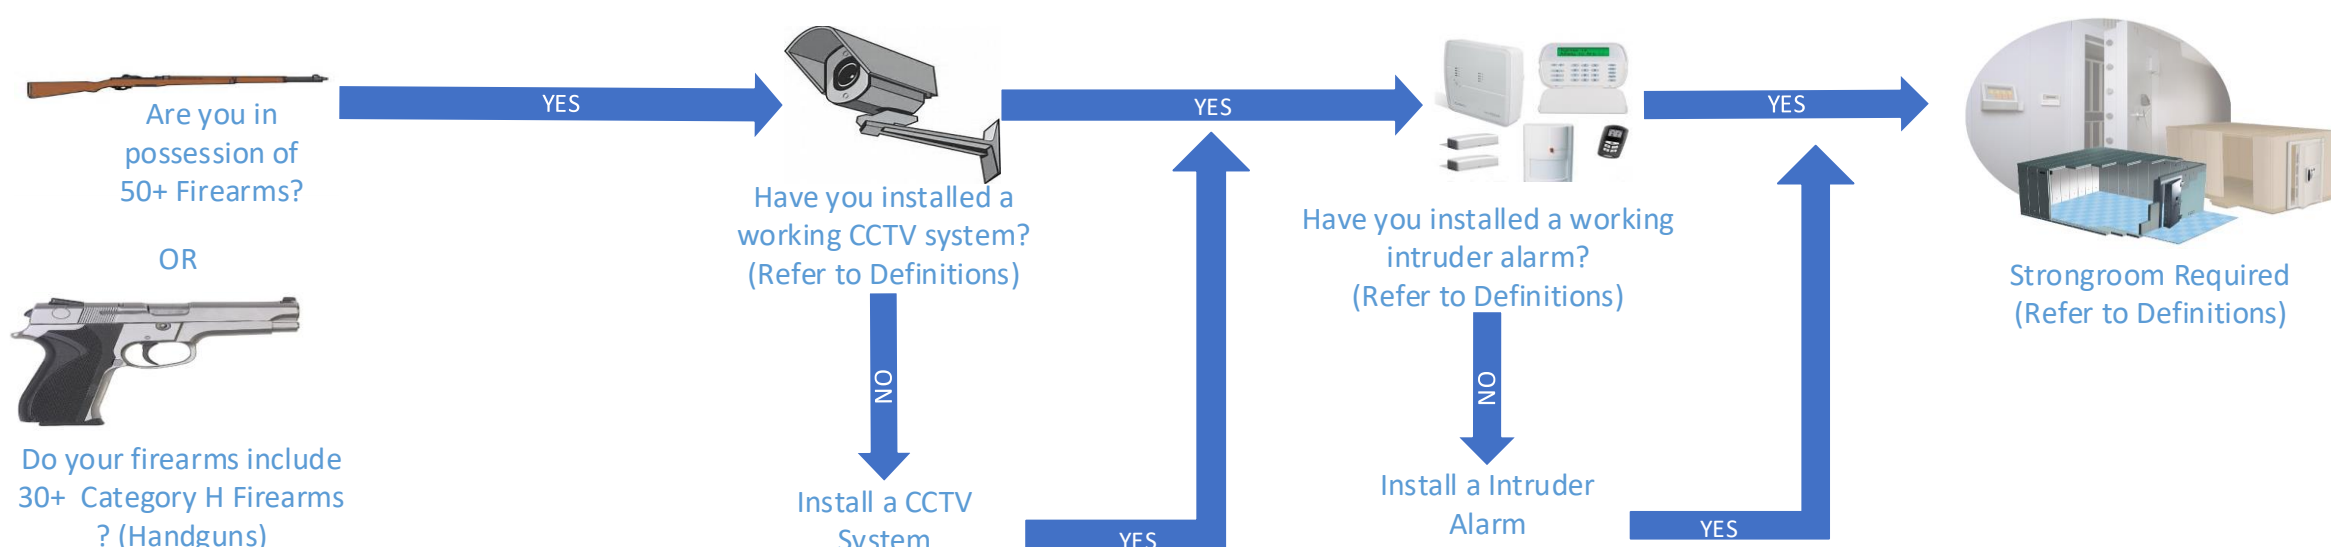 Are you in
possession of
50+ Firearms?
OR
Do your firearms include
30+ Category H Firearms
? (Handguns)
YES
Have you installed a
working CCTV system?
(Refer to Definitions)
NO
Install a CCTV
System
YES
YES
Have you installed a working
intruder alarm?
(Refer to Definitions)
NO
Install a Intruder
Alarm
YES
YES
Strongroom Required
(Refer to Definitions)